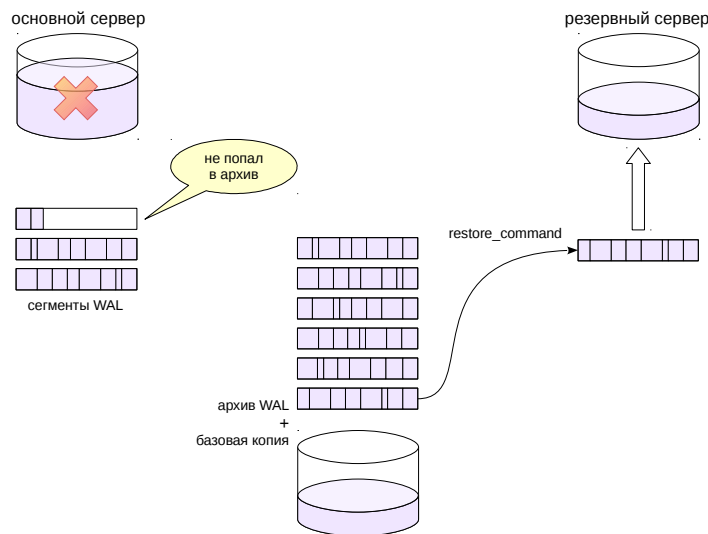 основной сервер
резервный сервер
не попал
в архив
restore_command
сегменты WAL
архив WAL
+
базовая копия